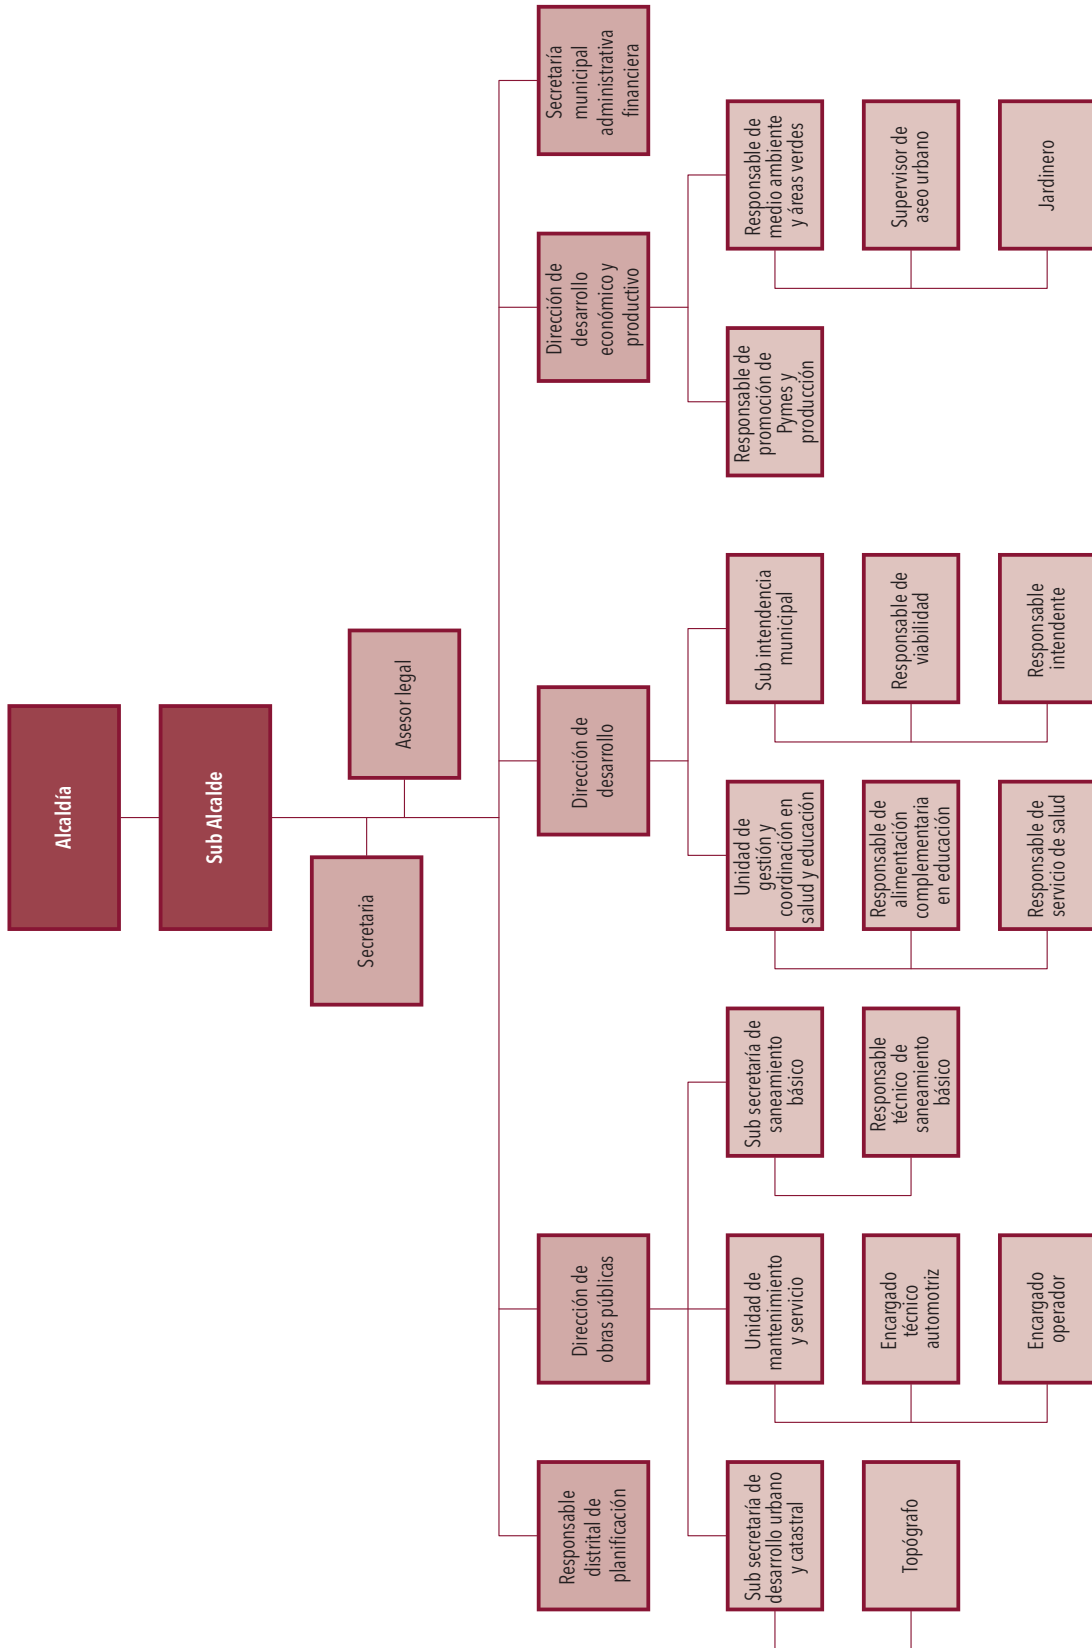 Alcaldía
Sub Alcalde
Secretaria
Asesor legal
Responsable
distrital de
planificación
Dirección de
obras públicas
Dirección de
desarrollo
Dirección de
desarrollo
económico y
productivo
Secretaría
municipal
administrativa
financiera
Sub secretaría de
desarrollo urbano
y catastral
Unidad de
mantenimiento
y servicio
Sub secretaría de
saneamiento
básico
Unidad de
gestión y
coordinación en
salud y educación
Sub intendencia
municipal
Responsable de
promoción de
Pymes y
producción
Responsable de
medio ambiente
y áreas verdes
Topógrafo
Encargado
técnico
automotriz
Responsable
técnico de
saneamiento
básico
Responsable de
alimentación
complementaria
en educación
Responsable de
viabilidad
Supervisor de
aseo urbano
Encargado
operador
Responsable de
servicio de salud
Responsable
intendente
Jardinero